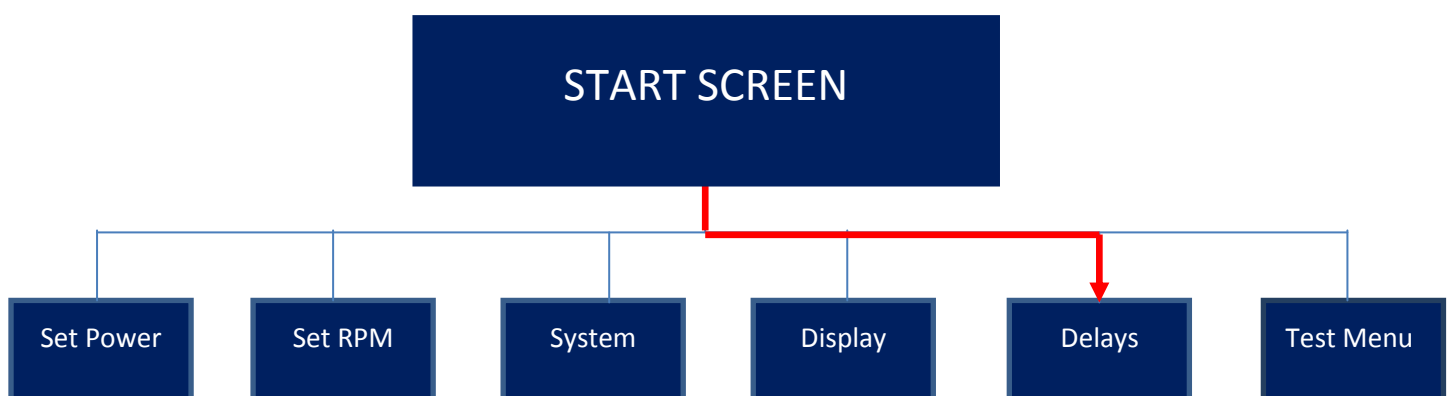 START SCREEN
Set Power
Set RPM
System
Display
Delays
Test Menu